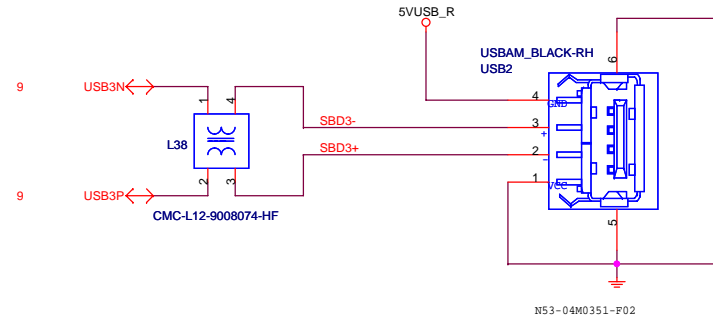 5VUSB_R
USBAM_BLACK-RH
USB2
6
9 USB3N
1 4
4 GND
SBD3-
3 +
L38
SBD3+
2 -
1 VCC
2 3
9 USB3P
CMC-L12-9008074-HF
5
N53-04M0351-F02